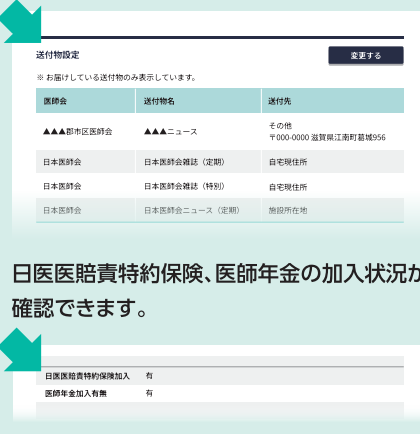 送付物設定
変更する
※ お届けしている送付物のみ表示しています。
医師会 送付物名 送付先
▲▲▲郡市区医師会 ▲▲▲ニュース その他
〒000-0000 滋賀県江南町葛城956
日本医師会 日本医師会雑誌（定期） 自宅現住所
日本医師会 日本医師会雑誌（特別） 自宅現住所
日本医師会 日本医師会ニュース（定期） 施設所在地
日医医賠責特約保険、医師年金の加入状況が
確認できます。
日医医賠責特約保険加入 有
医師年金加入有無 有